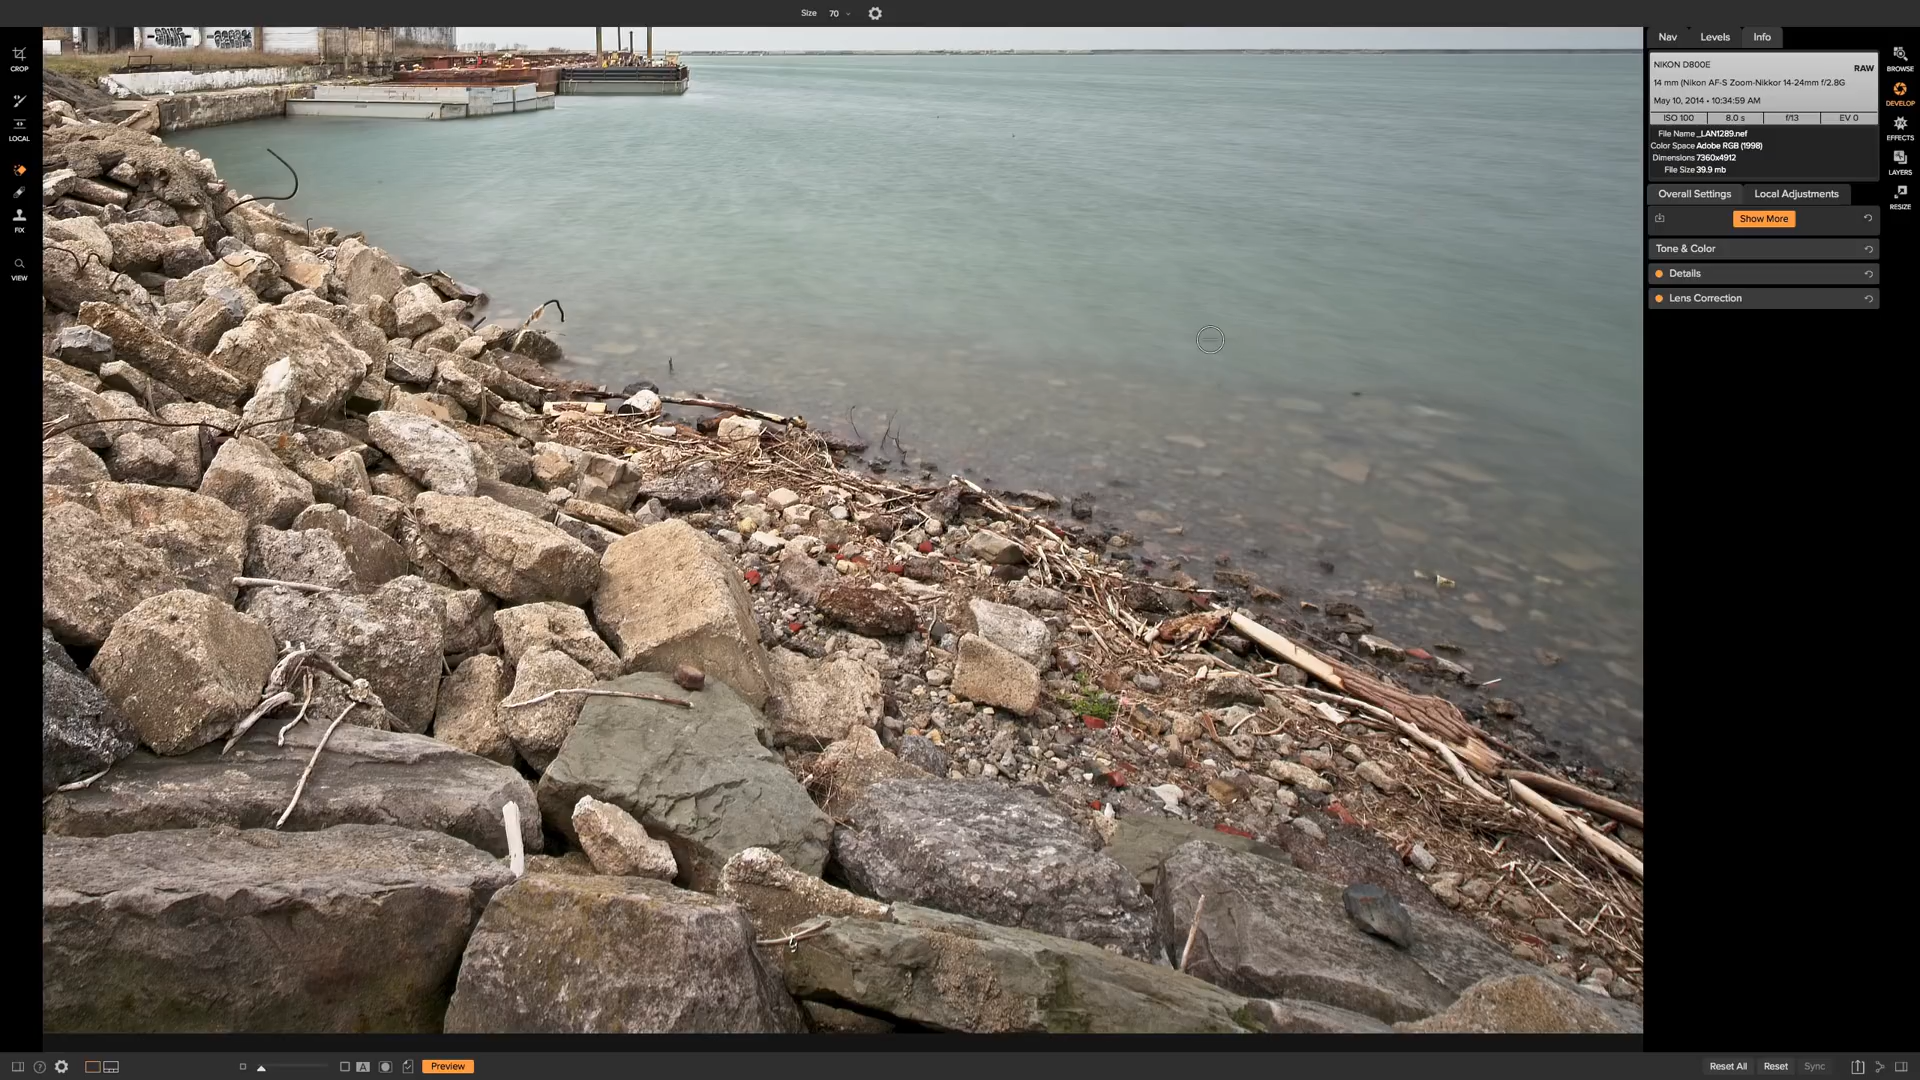 Size 70
CROP
LOCAL
FIX
VIEW
Nav Levels Info
NIKON D800E RAW
14 mm (Nikon AF-S Zoom-Nikkor 14-24mm f/2.8G
May 10, 2014 • 10:34:59 AM
ISO 100 8.0 s f/13 EV 0
File Name _LAN1289.nef
Color Space Adobe RGB (1998)
Dimensions 7360x4912
File Size 39.9 mb
Overall Settings Local Adjustments
Show More
Tone & Color
Details
Lens Correction
BROWSE
DEVELOP
EFFECTS
LAYERS
RESIZE
A Preview
Reset All Reset Sync